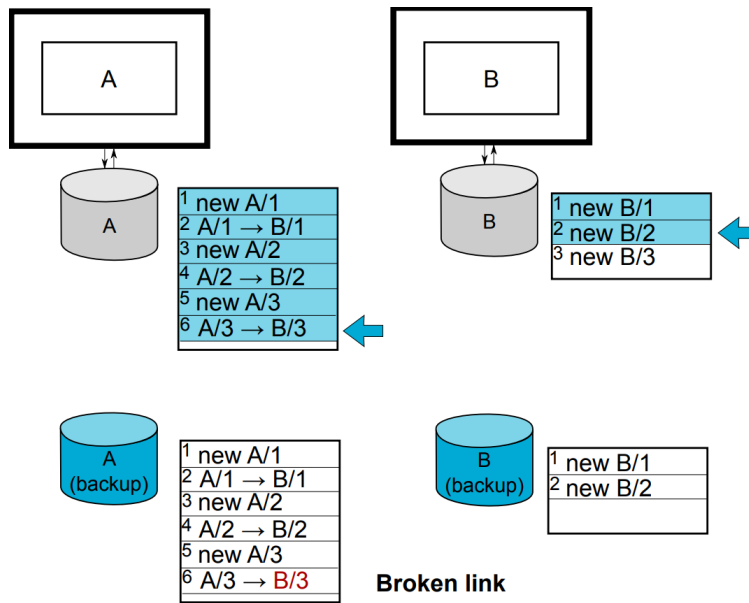 A
B
A
1 new A/1
2 A/1 → B/1
3 new A/2
4 A/2 → B/2
5 new A/3
6 A/3 → B/3
B
1 new B/1
2 new B/2
3 new B/3
A
(backup)
1 new A/1
2 A/1 → B/1
3 new A/2
4 A/2 → B/2
5 new A/3
6 A/3 → B/3
B
(backup)
1 new B/1
2 new B/2
Broken link